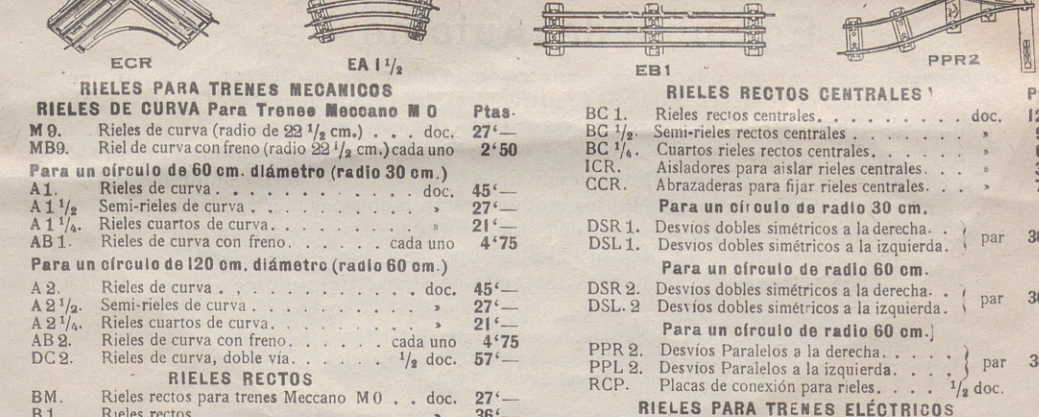 ECR
EA 1 1/2
EB1
PPR2
RIELES PARA TRENES MECANICOS
RIELES DE CURVA Para Trenes Meccano M 0 Ptas.
M 9. Rieles de curva (radio de 22 1/2 cm.) . . . doc. 27‘—
MB9. Riel de curva con freno (radio 22 1/2 cm.) cada uno 2‘50
Para un círculo de 60 cm. diámetro (radio 30 cm.)
A 1. Rieles de curva . . . . . . . . . . . . doc. 45‘—
A 1 1/2 Semi-rieles de curva . . . . . . . . . . » 27‘—
A 1 1/4. Rieles cuartos de curva. . . . . . . . . » 21‘—
AB 1. Rieles de curva con freno. . . . . . cada uno 4‘75
Para un círculo de 120 cm. diámetro (radio 60 cm.)
A 2. Rieles de curva . . . . . . . . . . . . doc. 45‘—
A 2 1/2. Semi-rieles de curva . . . . . . . . . . » 27‘—
A 2 1/4. Rieles cuartos de curva. . . . . . . . . » 21‘—
AB 2. Rieles de curva con freno. . . . . . cada uno 4‘75
DC 2. Rieles de curva, doble vía. . . . . . 1/2 doc. 57‘—
RIELES RECTOS
BM. Rieles rectos para trenes Meccano M 0 . . doc. 27‘—
B 1. Rieles rectos . . . . . . . . . . . . » 36‘—
RIELES RECTOS CENTRALES
BC 1. Rieles rectos centrales. . . . . . . . . doc.
BC 1/2. Semi-rieles rectos centrales . . . . . . »
BC 1/4. Cuartos rieles rectos centrales. . . . . . »
ICR. Aisladores para aislar rieles centrales. . . »
CCR. Abrazaderas para fijar rieles centrales. . . »
Para un círculo de radio 30 cm.
DSR 1. Desvios dobles simétricos a la derecha. . } par
DSL 1. Desvios dobles simétricos a la izquierda.
Para un círculo de radio 60 cm.
DSR 2. Desvíos dobles simétricos a la derecha. . } par
DSL. 2 Desvíos dobles simétricos a la izquierda.
Para un círculo de radio 60 cm.
PPR 2. Desvíos Paralelos a la derecha. . . . . } par
PPL 2. Desvíos Paralelos a la izquierda. . . .
RCP. Placas de conexión para rieles. . . . 1/2 doc.
RIELES PARA TRENES ELÉCTRICOS